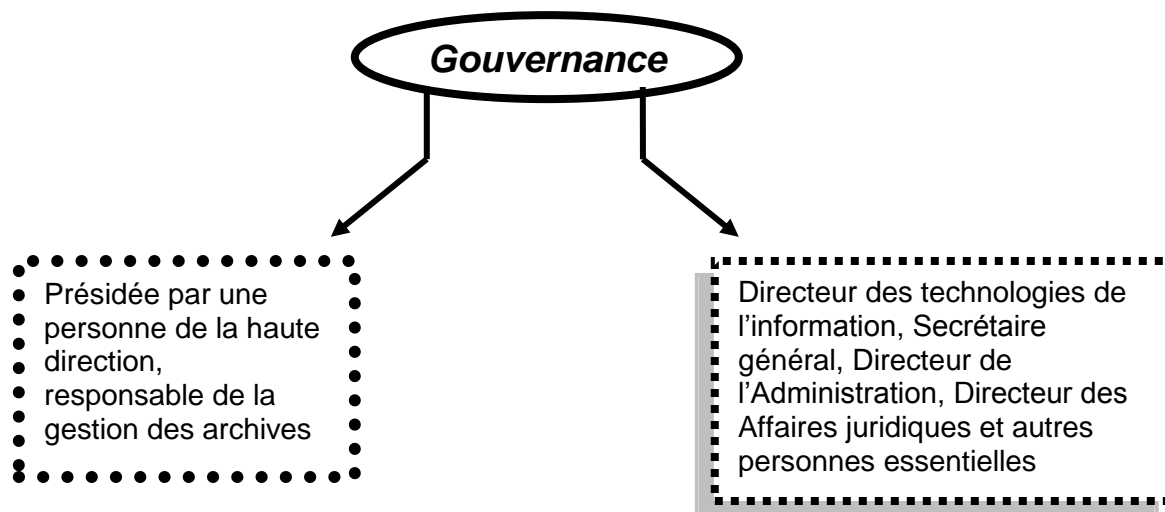 Gouvernance
Présidée par une
personne de la haute
direction,
responsable de la
gestion des archives
Directeur des technologies de
l’information, Secrétaire
général, Directeur de
l’Administration, Directeur des
Affaires juridiques et autres
personnes essentielles